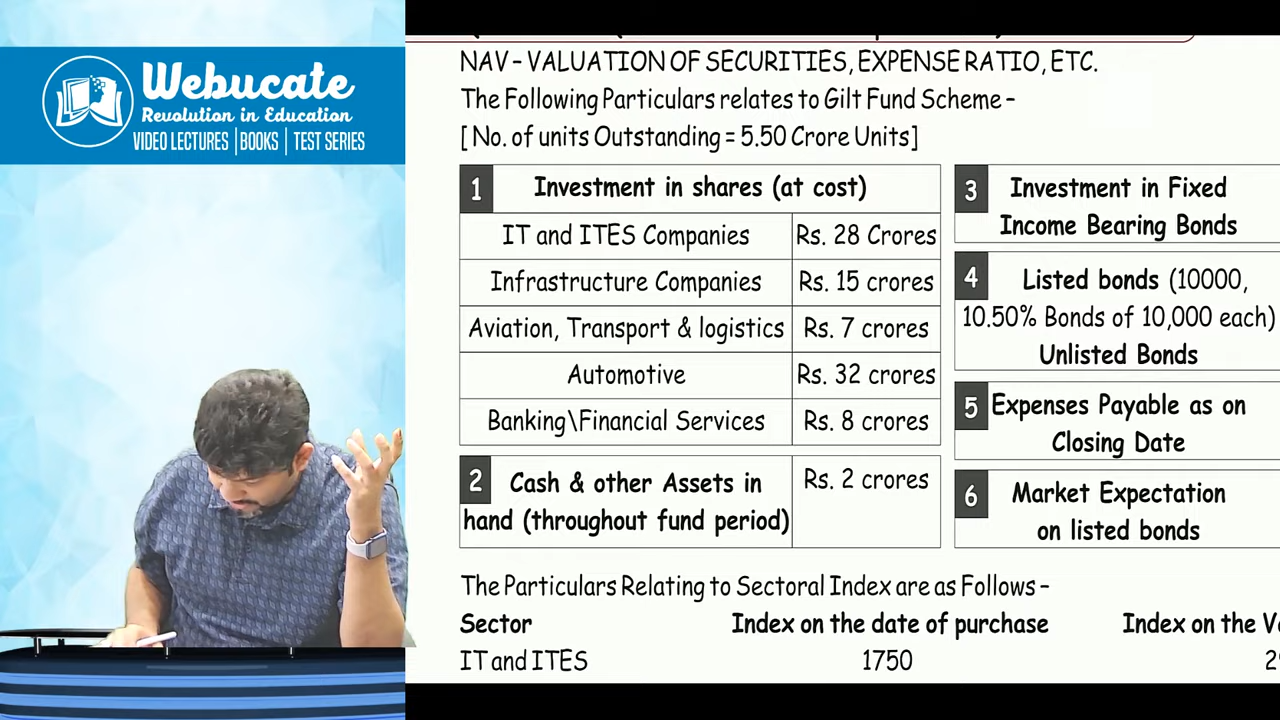 Webucate
Revolution in Education
VIDEO LECTURES | BOOKS | TEST SERIES
NAV – VALUATION OF SECURITIES, EXPENSE RATIO, ETC.
The Following Particulars relates to Gilt Fund Scheme –
[ No. of units Outstanding = 5.50 Crore Units]
1 Investment in shares (at cost)
IT and ITES Companies Rs. 28 Crores
Infrastructure Companies Rs. 15 crores
Aviation, Transport & logistics Rs. 7 crores
Automotive Rs. 32 crores
Banking\Financial Services Rs. 8 crores
2 Cash & other Assets in Rs. 2 crores
hand (throughout fund period)
3 Investment in Fixed
Income Bearing Bonds
4 Listed bonds (10000,
10.50% Bonds of 10,000 each)
Unlisted Bonds
5 Expenses Payable as on
Closing Date
6 Market Expectation
on listed bonds
The Particulars Relating to Sectoral Index are as Follows –
Sector Index on the date of purchase Index on the
IT and ITES 1750